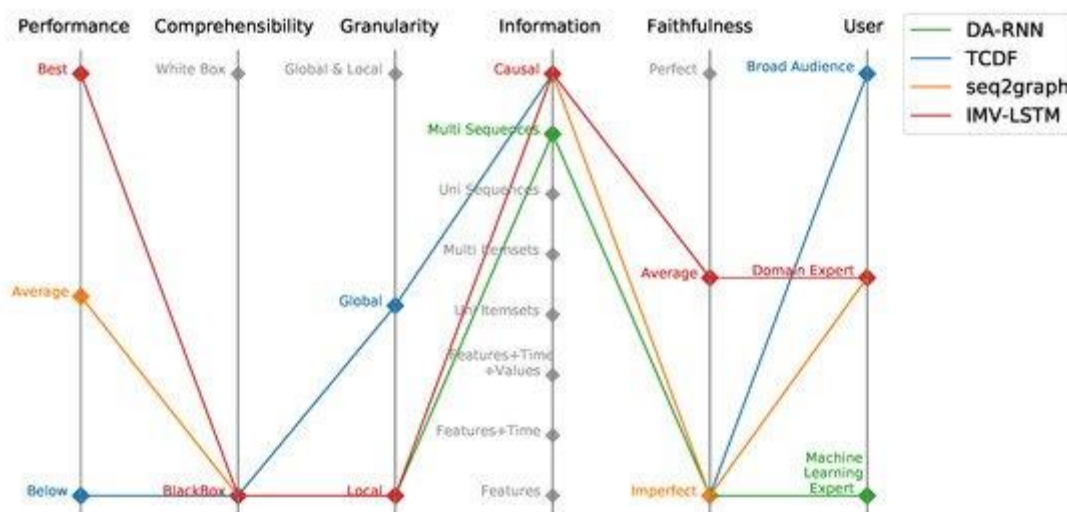 Performance
Comprehensibility
Granularity
Information
Faithfulness
User
DA-RNN
TCDF
seq2graph
IMV-LSTM
Best
Average
Below
White Box
BlackBox
Global & Local
Global
Local
Causal
Multi Sequences
Uni Sequences
Multi Itemsets
Uni Itemsets
Features+Time
+Values
Features+Time
Features
Perfect
Average
Imperfect
Broad Audience
Domain Expert
Machine
Learning
Expert